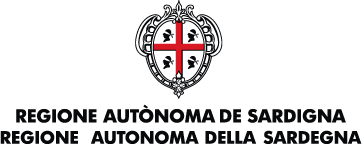 REGIONE AUTÒNOMA DE SARDIGNA
REGIONE AUTONOMA DELLA SARDEGNA